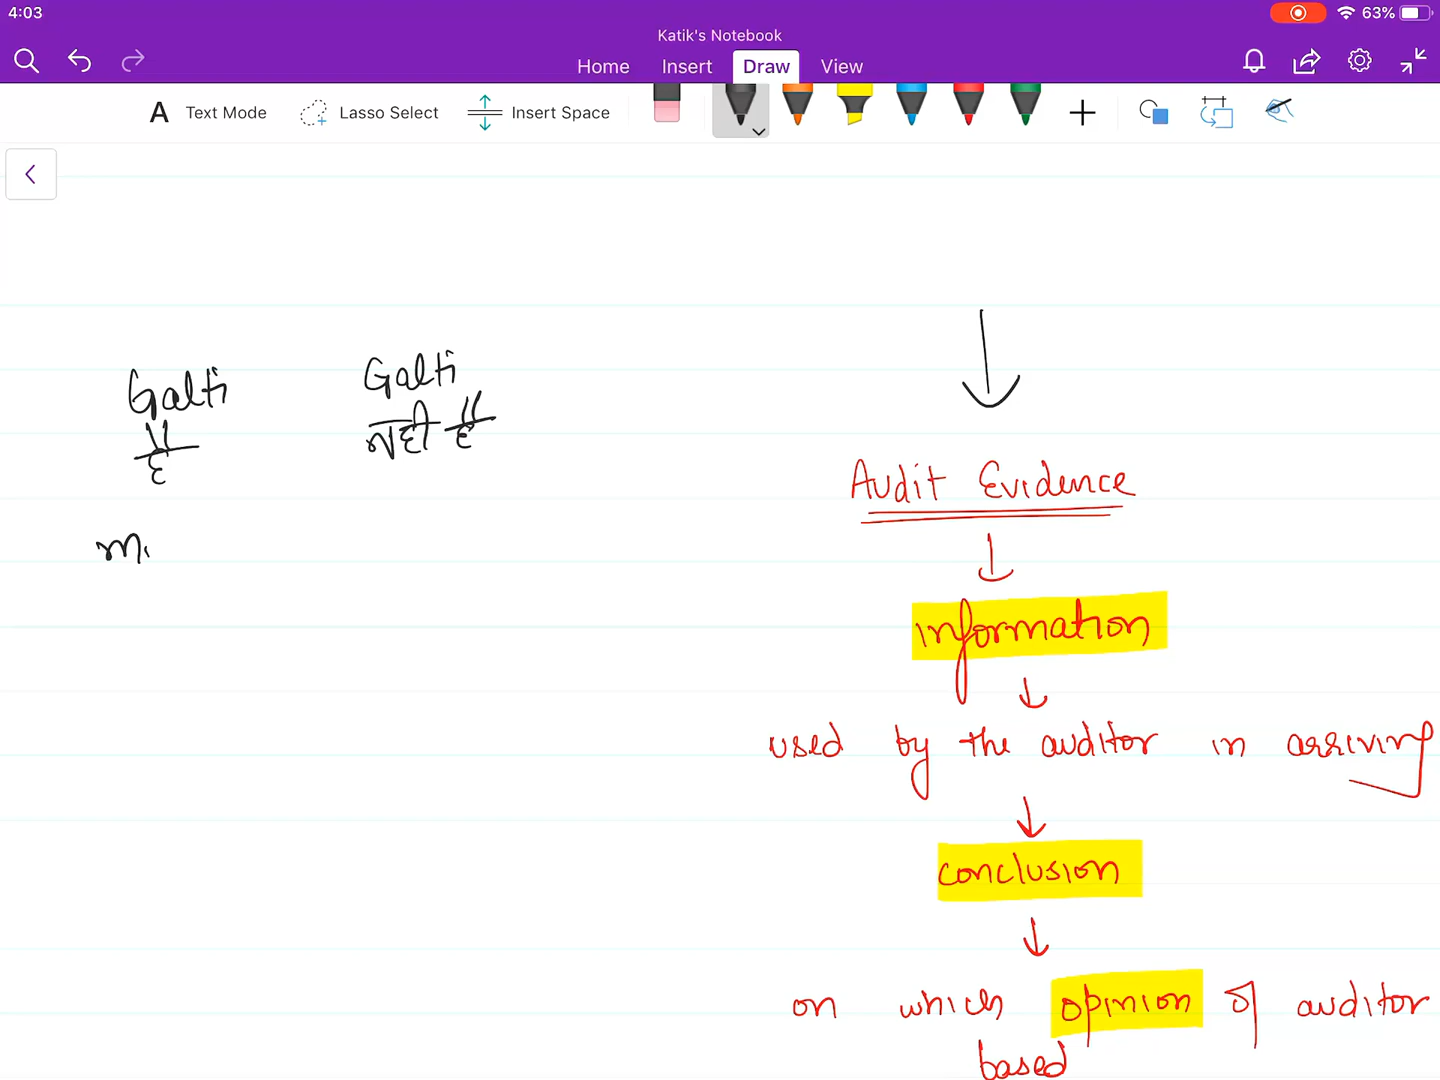 4:03
63%
Katik's Notebook
Home Insert Draw View
A Text Mode Lasso Select Insert Space
Galti
है
Galti
नही है
Audit Evidence
information
used by the auditor in arriving
conclusion
on which opinion of auditor
based